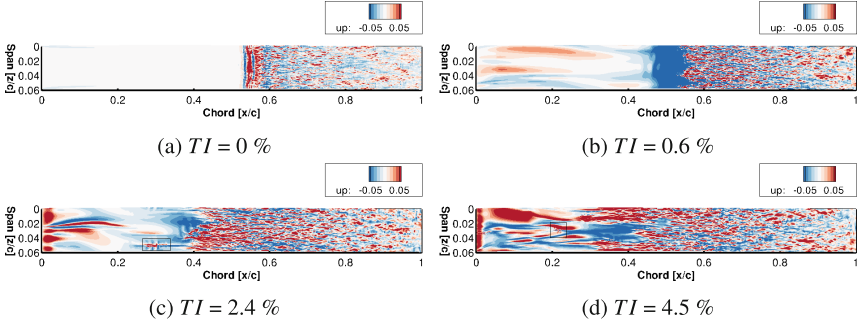 up: -0.05 0.05
up: -0.05 0.05
Span [z/c]
0
0.02
0.04
0.06
0 0.2 0.4 0.6 0.8 1
Chord [x/c]
Span [z/c]
0
0.02
0.04
0.06
0 0.2 0.4 0.6 0.8 1
Chord [x/c]
(a) TI = 0 %
(b) TI = 0.6 %
up: -0.05 0.05
up: -0.05 0.05
Span [z/c]
0
0.02
0.04
0.06
0 0.2 0.4 0.6 0.8 1
Chord [x/c]
Span [z/c]
0
0.02
0.04
0.06
0 0.2 0.4 0.6 0.8 1
Chord [x/c]
(c) TI = 2.4 %
(d) TI = 4.5 %